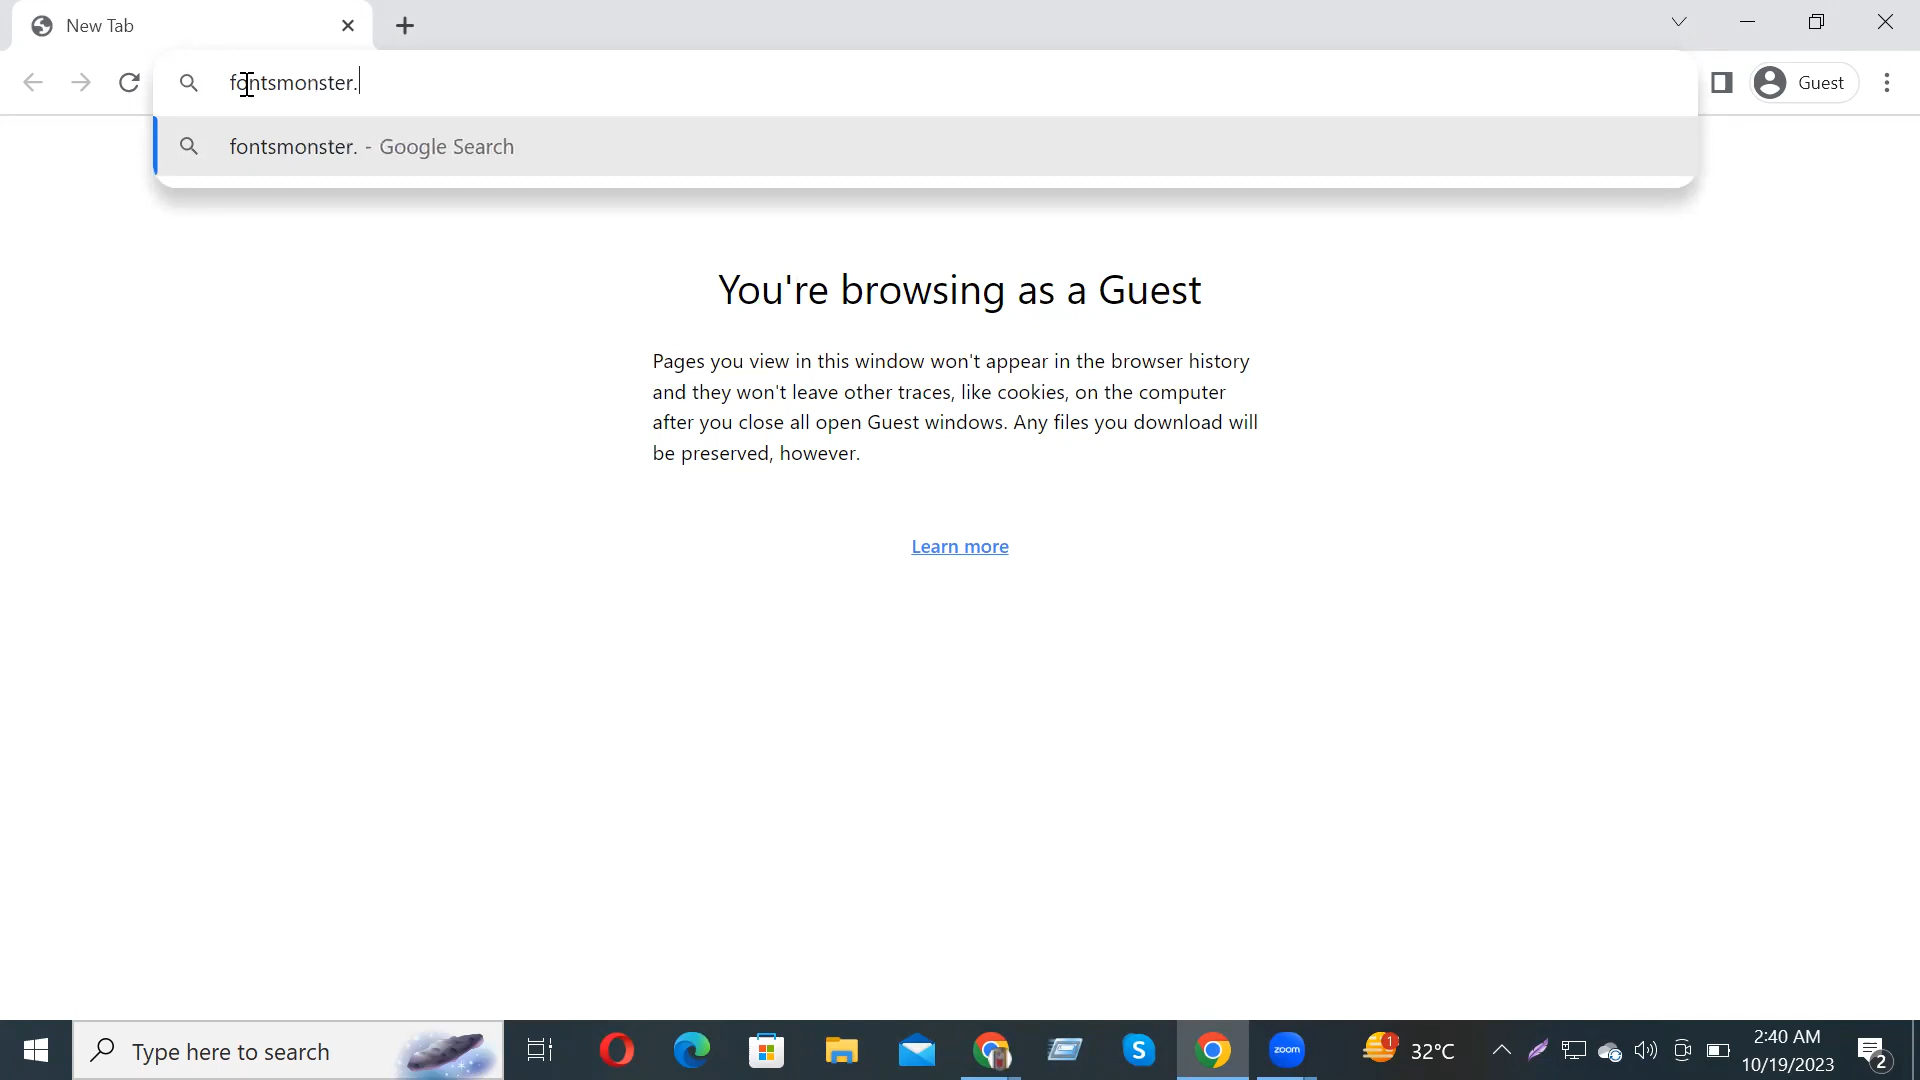 New Tab
fontsmonster.
Guest
fontsmonster. - Google Search
You're browsing as a Guest
Pages you view in this window won't appear in the browser history
and they won't leave other traces, like cookies, on the computer
after you close all open Guest windows. Any files you download will
be preserved, however.
Learn more
Type here to search
S
zoom
1
32°C
2:40 AM
10/19/2023
2